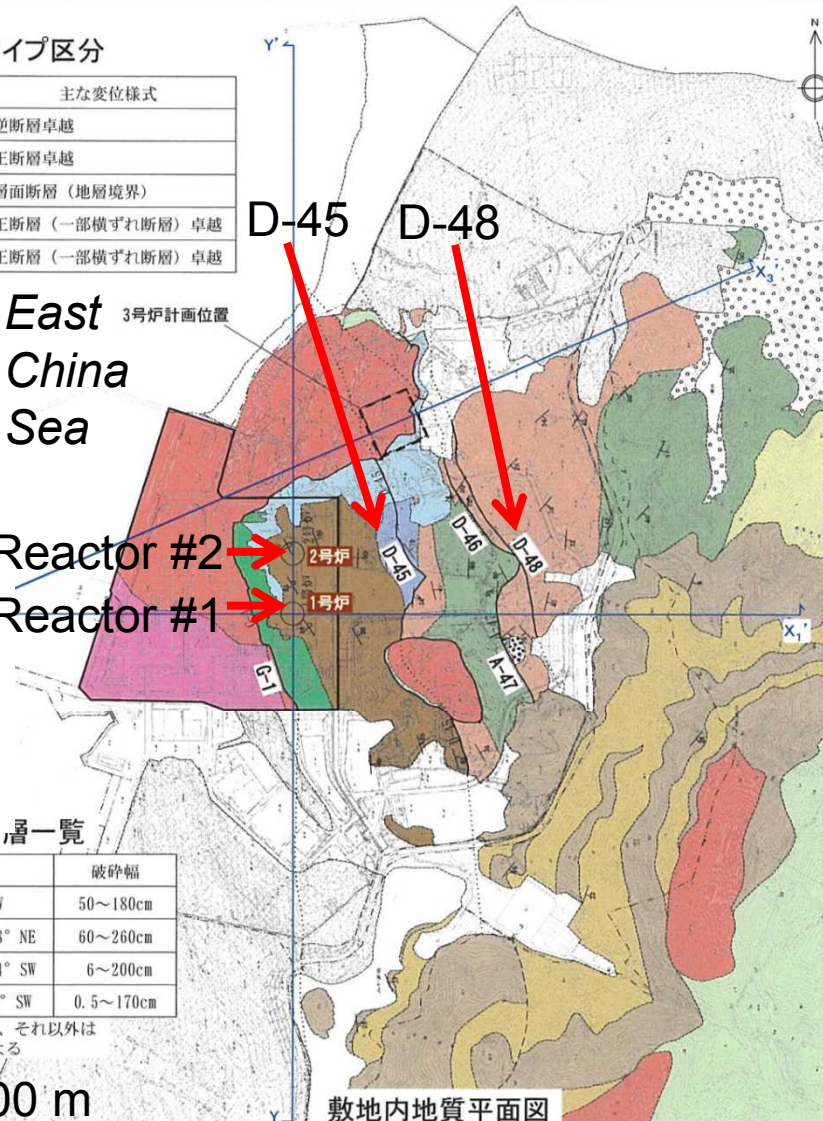 イプ区分
主な変位様式
逆断層卓越
正断層卓越
層面断層（地層境界）
正断層（一部横ずれ断層）卓越
正断層（一部横ずれ断層）卓越
Y'
N
D-45
D-48
X₃'
East
China
Sea
3号炉計画位置
D-45
D-46
D-48
Reactor #2
2号炉
Reactor #1
1号炉
X₁'
G-1
A-47
層一覧
破砕幅
50～180cm
° NE
60～260cm
° SW
6～200cm
° SW
0.5～170cm
、それ以外は
よる
00 m
Y
敷地内地質平面図